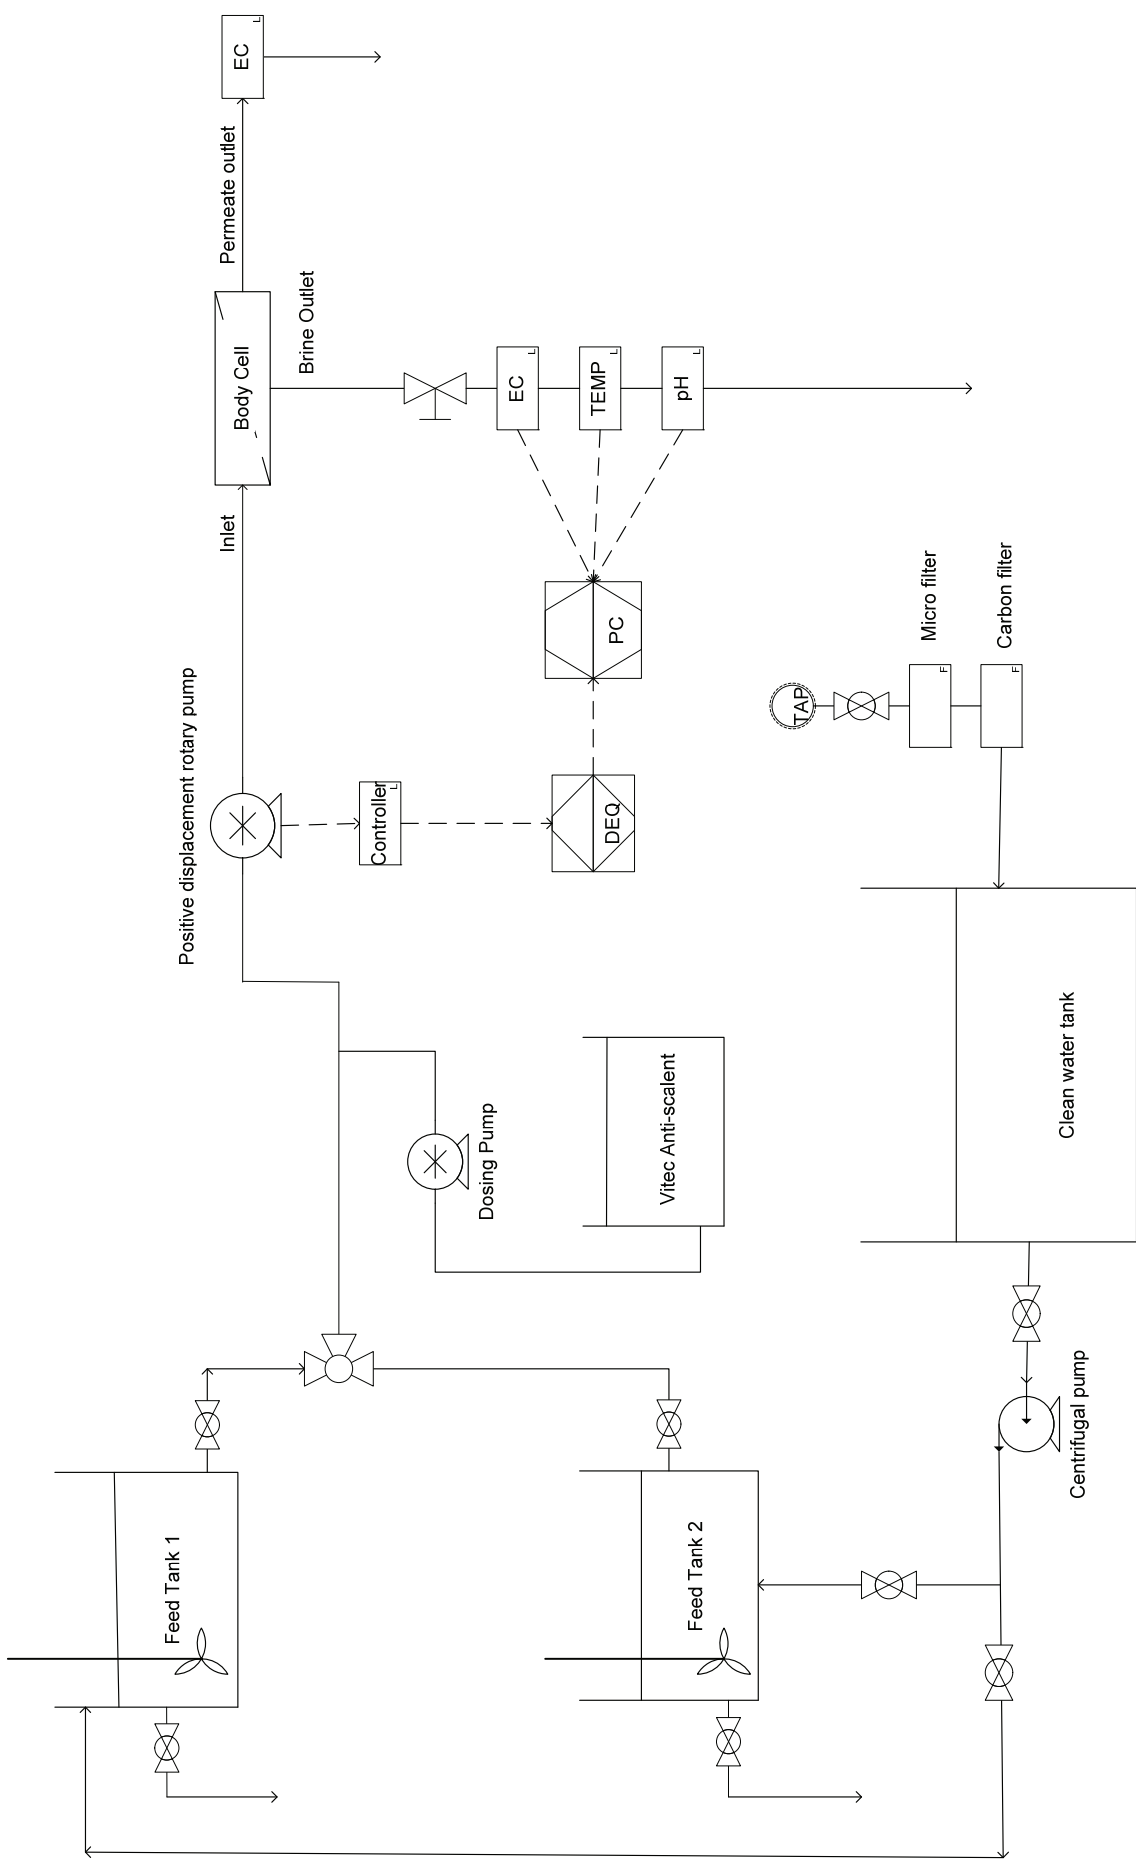 EC
L
Permeate outlet
Body Cell
Brine Outlet
EC
L
TEMP
L
pH
L
Inlet
PC
Positive displacement rotary pump
Controller
L
DEQ
TAP
Micro filter
F
Carbon filter
F
Clean water tank
Vitec Anti-scalent
Dosing Pump
Centrifugal pump
Feed Tank 1
Feed Tank 2